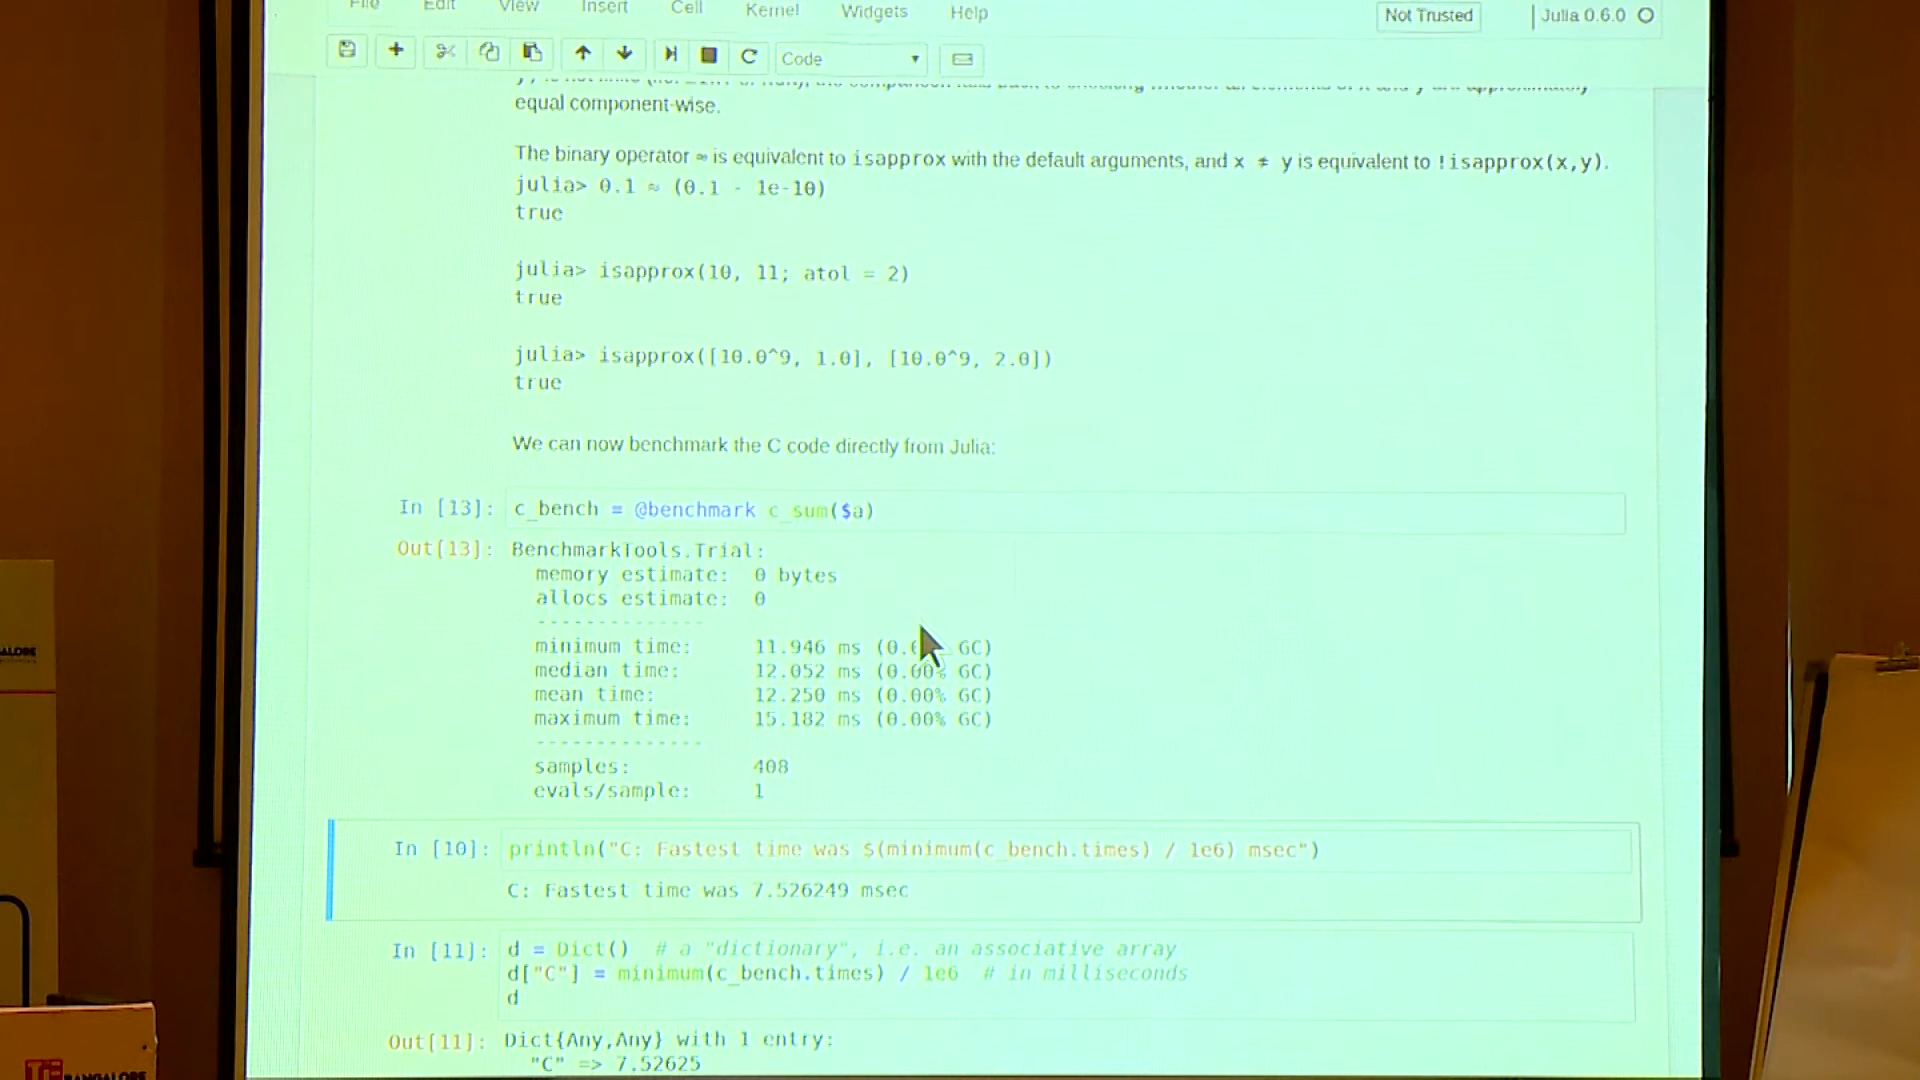 File Edit View Insert Cell Kernel Widgets Help Not Trusted Julia 0.6.0
Code
equal component-wise.
The binary operator ≈ is equivalent to isapprox with the default arguments, and x ≉ y is equivalent to !isapprox(x,y).
julia> 0.1 ≈ (0.1 - 1e-10)
true
julia> isapprox(10, 11; atol = 2)
true
julia> isapprox([10.0^9, 1.0], [10.0^9, 2.0])
true
We can now benchmark the C code directly from Julia:
In [13]: c_bench = @benchmark c_sum($a)
Out[13]: BenchmarkTools.Trial:
memory estimate: 0 bytes
allocs estimate: 0
--------------
minimum time: 11.946 ms (0. GC)
median time: 12.052 ms (0.00% GC)
mean time: 12.250 ms (0.00% GC)
maximum time: 15.182 ms (0.00% GC)
--------------
samples: 408
evals/sample: 1
In [10]: println("C: Fastest time was $(minimum(c_bench.times) / 1e6) msec")
C: Fastest time was 7.526249 msec
In [11]: d = Dict() # a "dictionary", i.e. an associative array
d["C"] = minimum(c_bench.times) / 1e6 # in milliseconds
d
Out[11]: Dict{Any,Any} with 1 entry:
"C" => 7.52625
BANGALORE